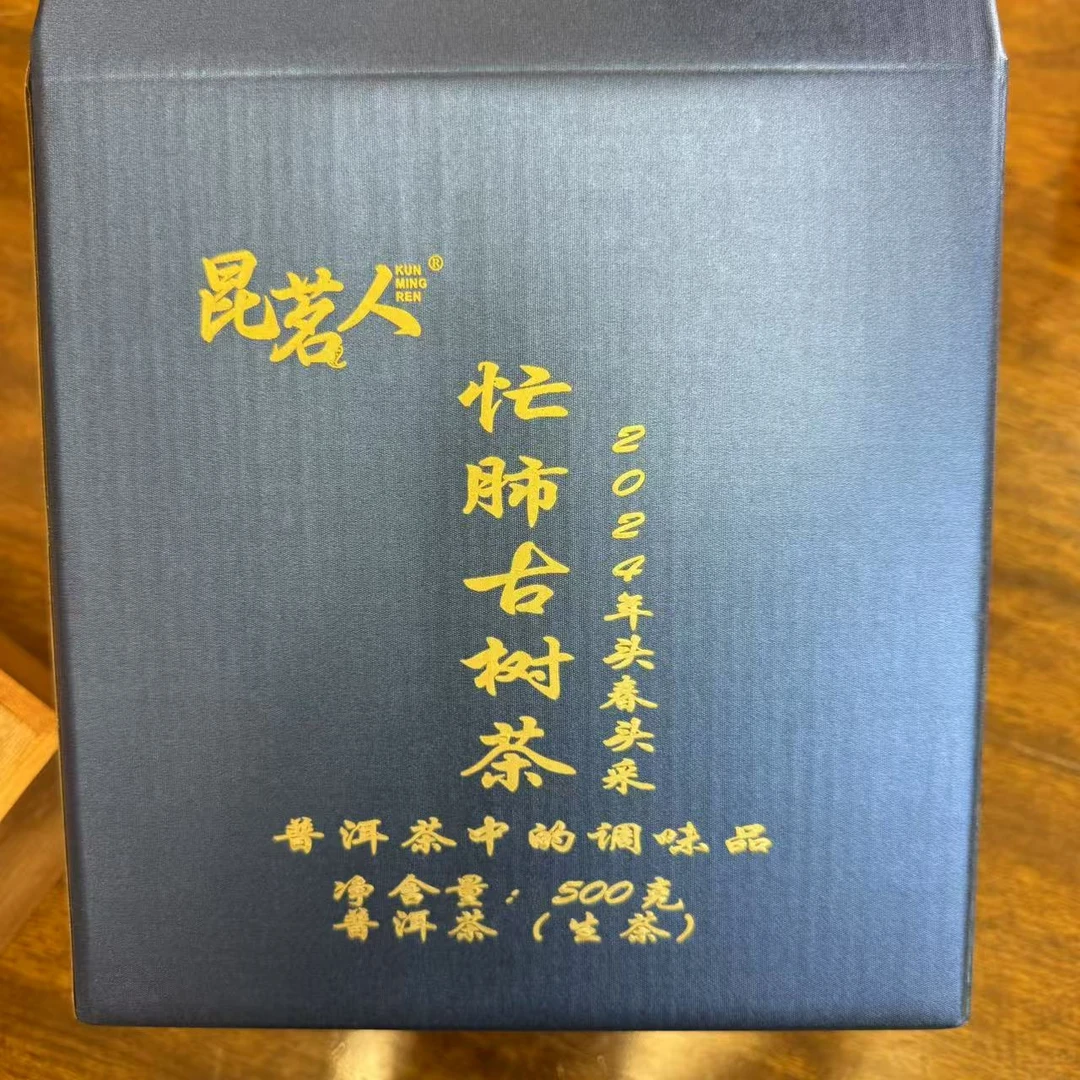 昆茗人
KUN
MING
REN
®
忙肺古树茶
2024年头春头采
普洱茶中的调味品
净含量：500克
普洱茶（生茶）